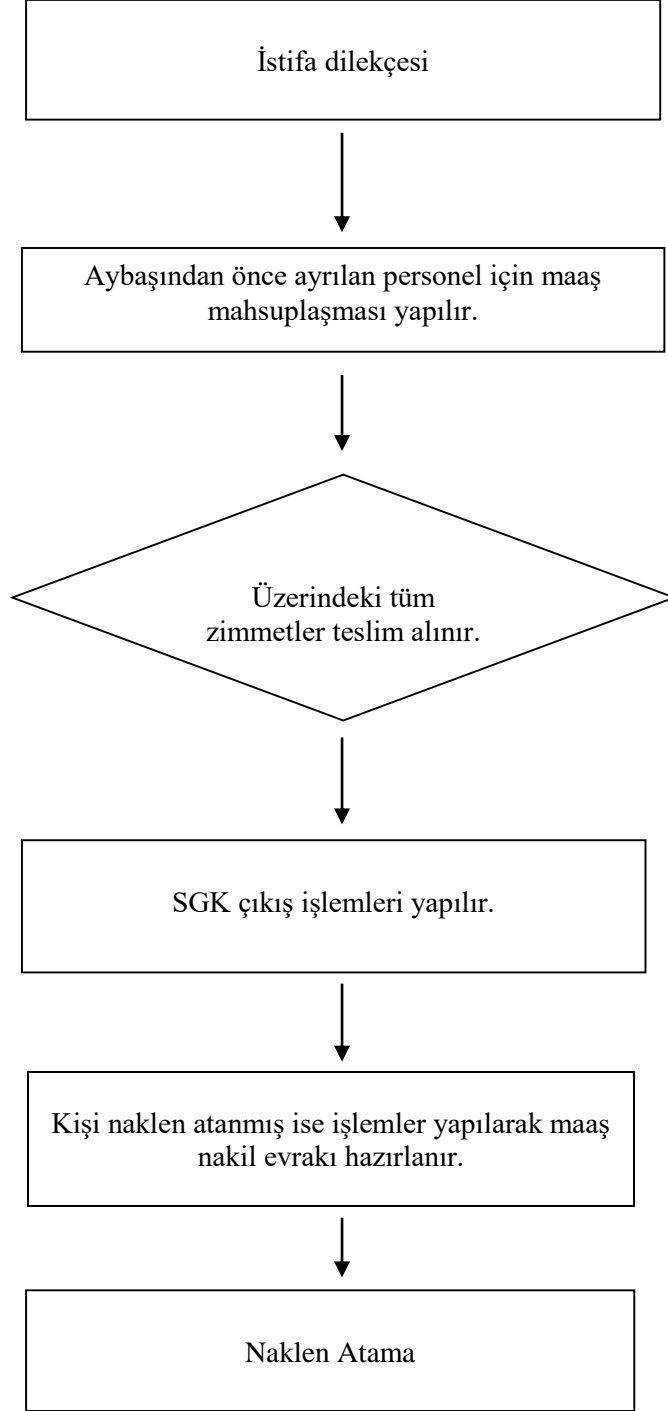 İstifa dilekçesi
Aybaşından önce ayrılan personel için maaş
mahsuplaşması yapılır.
Üzerindeki tüm
zimmetler teslim alınır.
SGK çıkış işlemleri yapılır.
Kişi naklen atanmış ise işlemler yapılarak maaş
nakil evrakı hazırlanır.
Naklen Atama